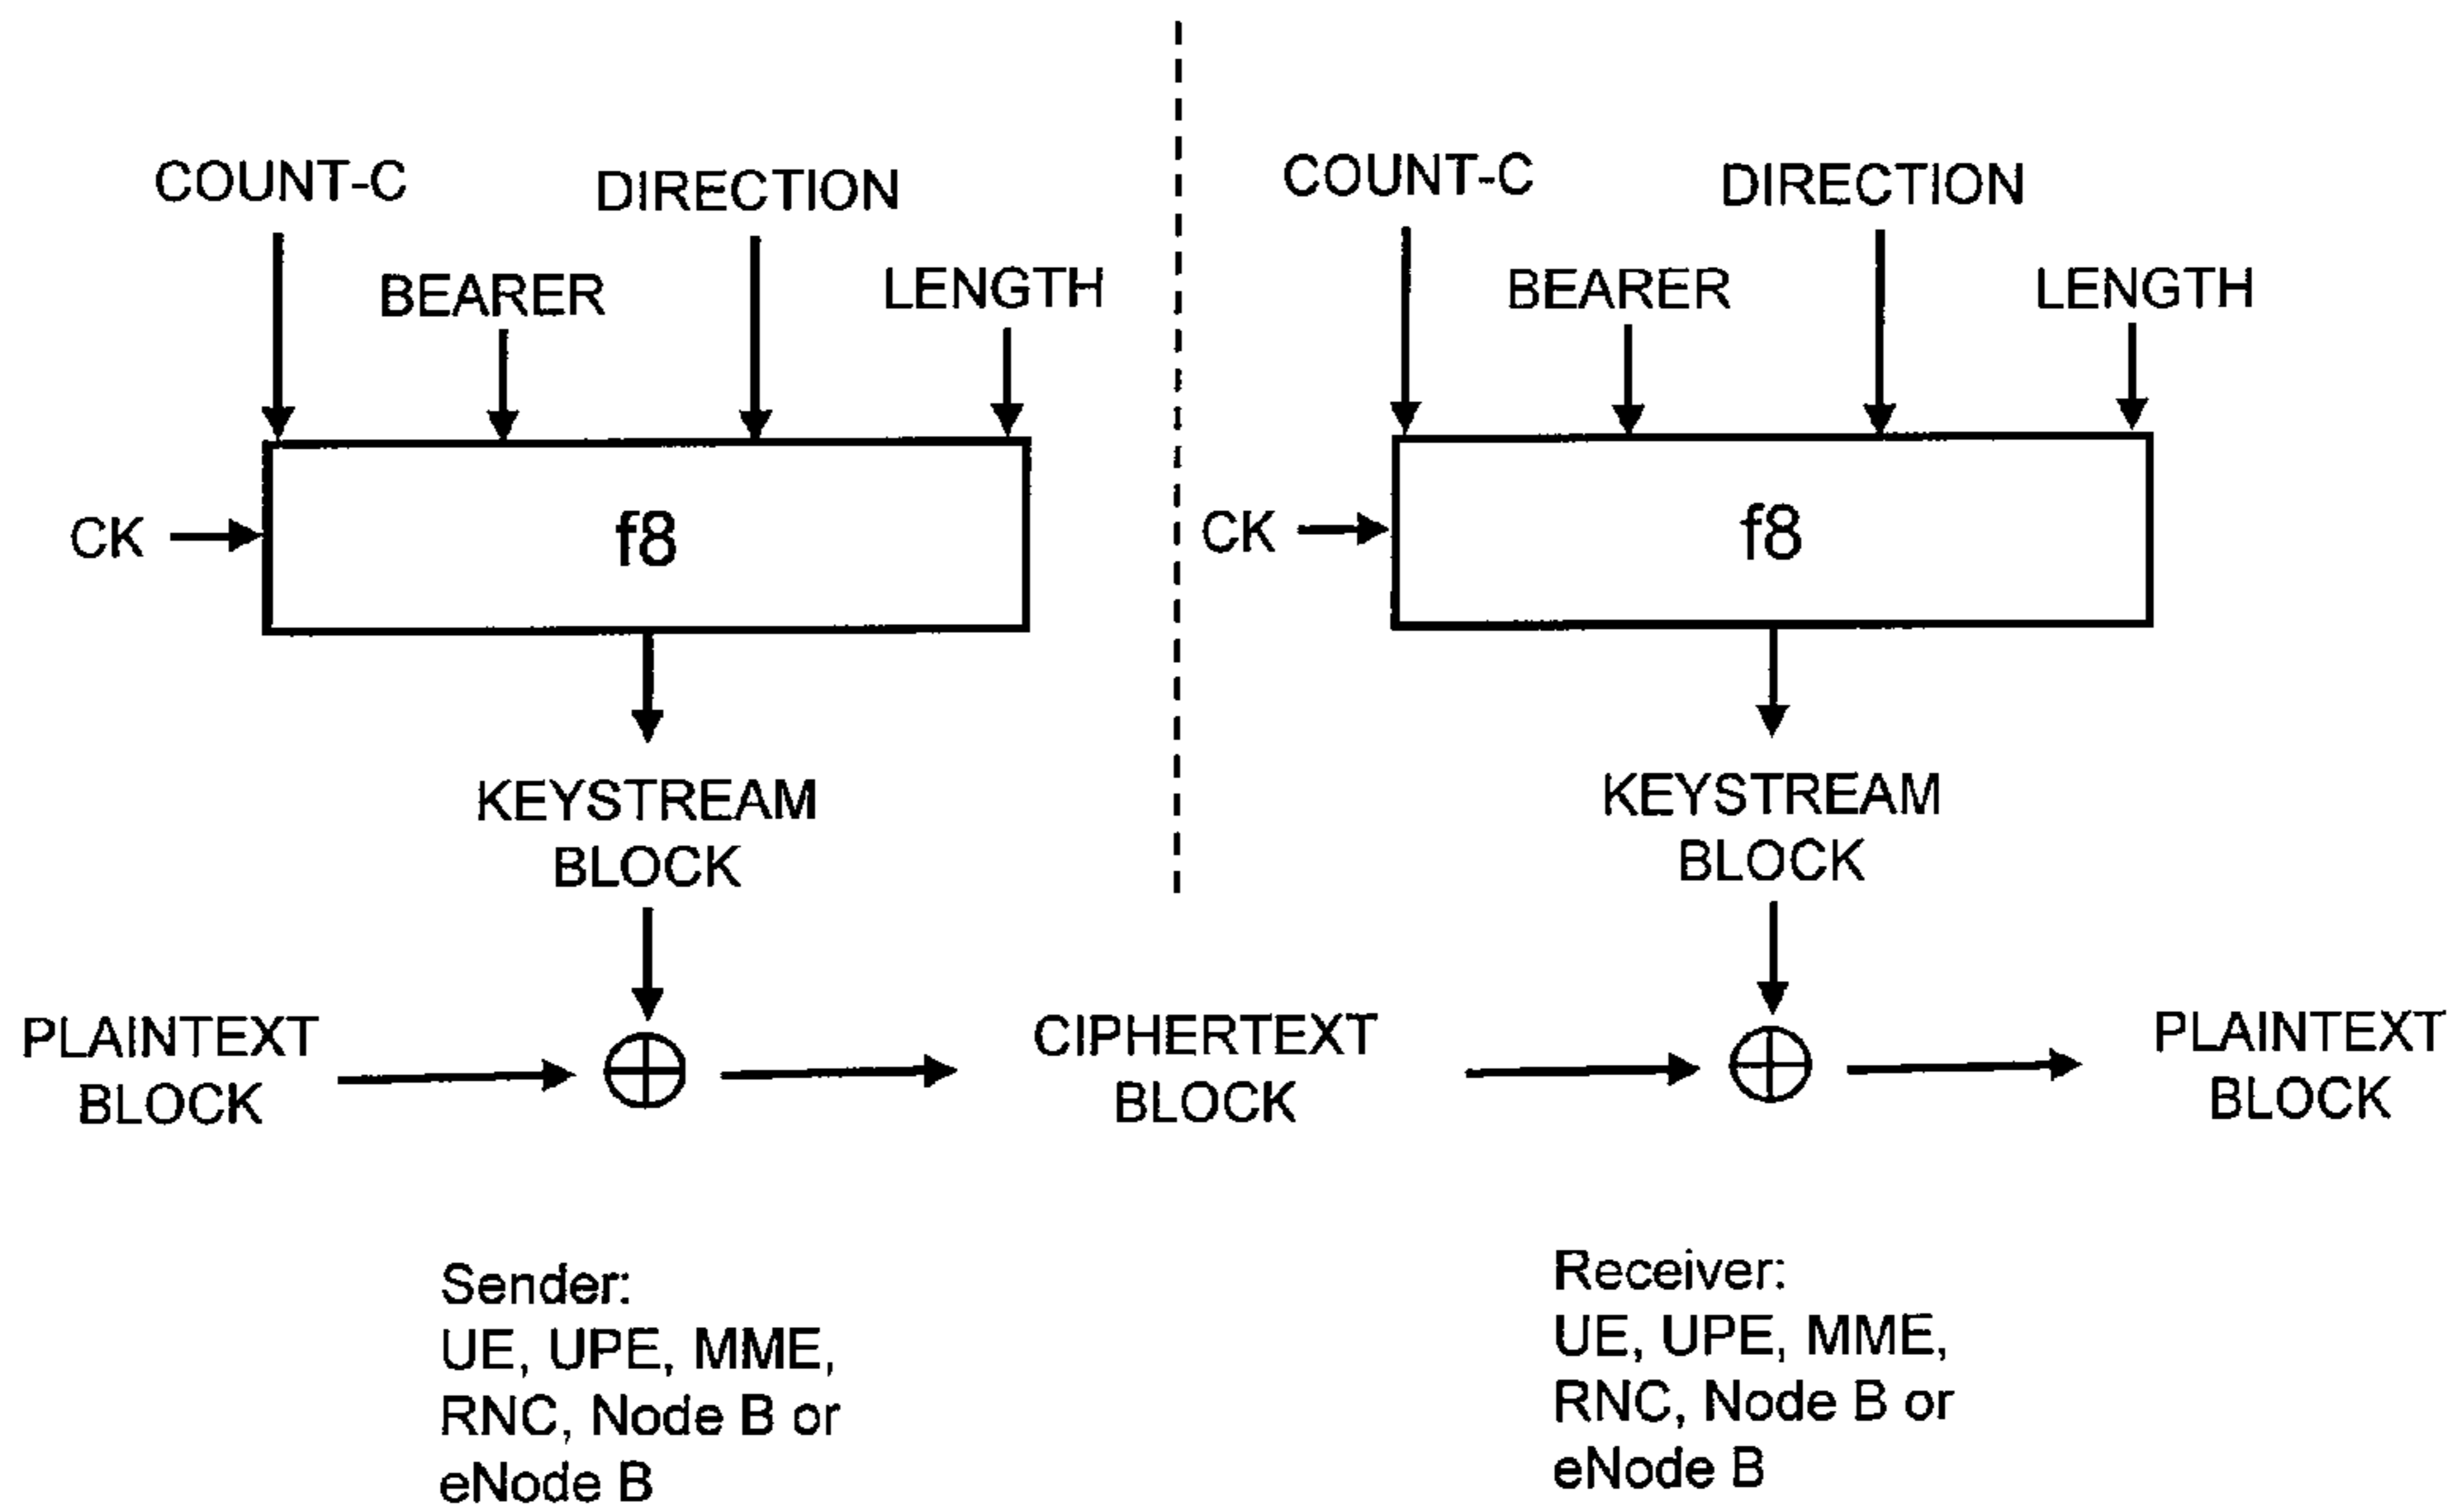 COUNT-C
DIRECTION
BEARER
LENGTH
CK
f8
KEYSTREAM
BLOCK
PLAINTEXT
BLOCK
CIPHERTEXT
BLOCK
Sender:
UE, UPE, MME,
RNC, Node B or
eNode B
COUNT-C
DIRECTION
BEARER
LENGTH
CK
f8
KEYSTREAM
BLOCK
PLAINTEXT
BLOCK
Receiver:
UE, UPE, MME,
RNC, Node B or
eNode B